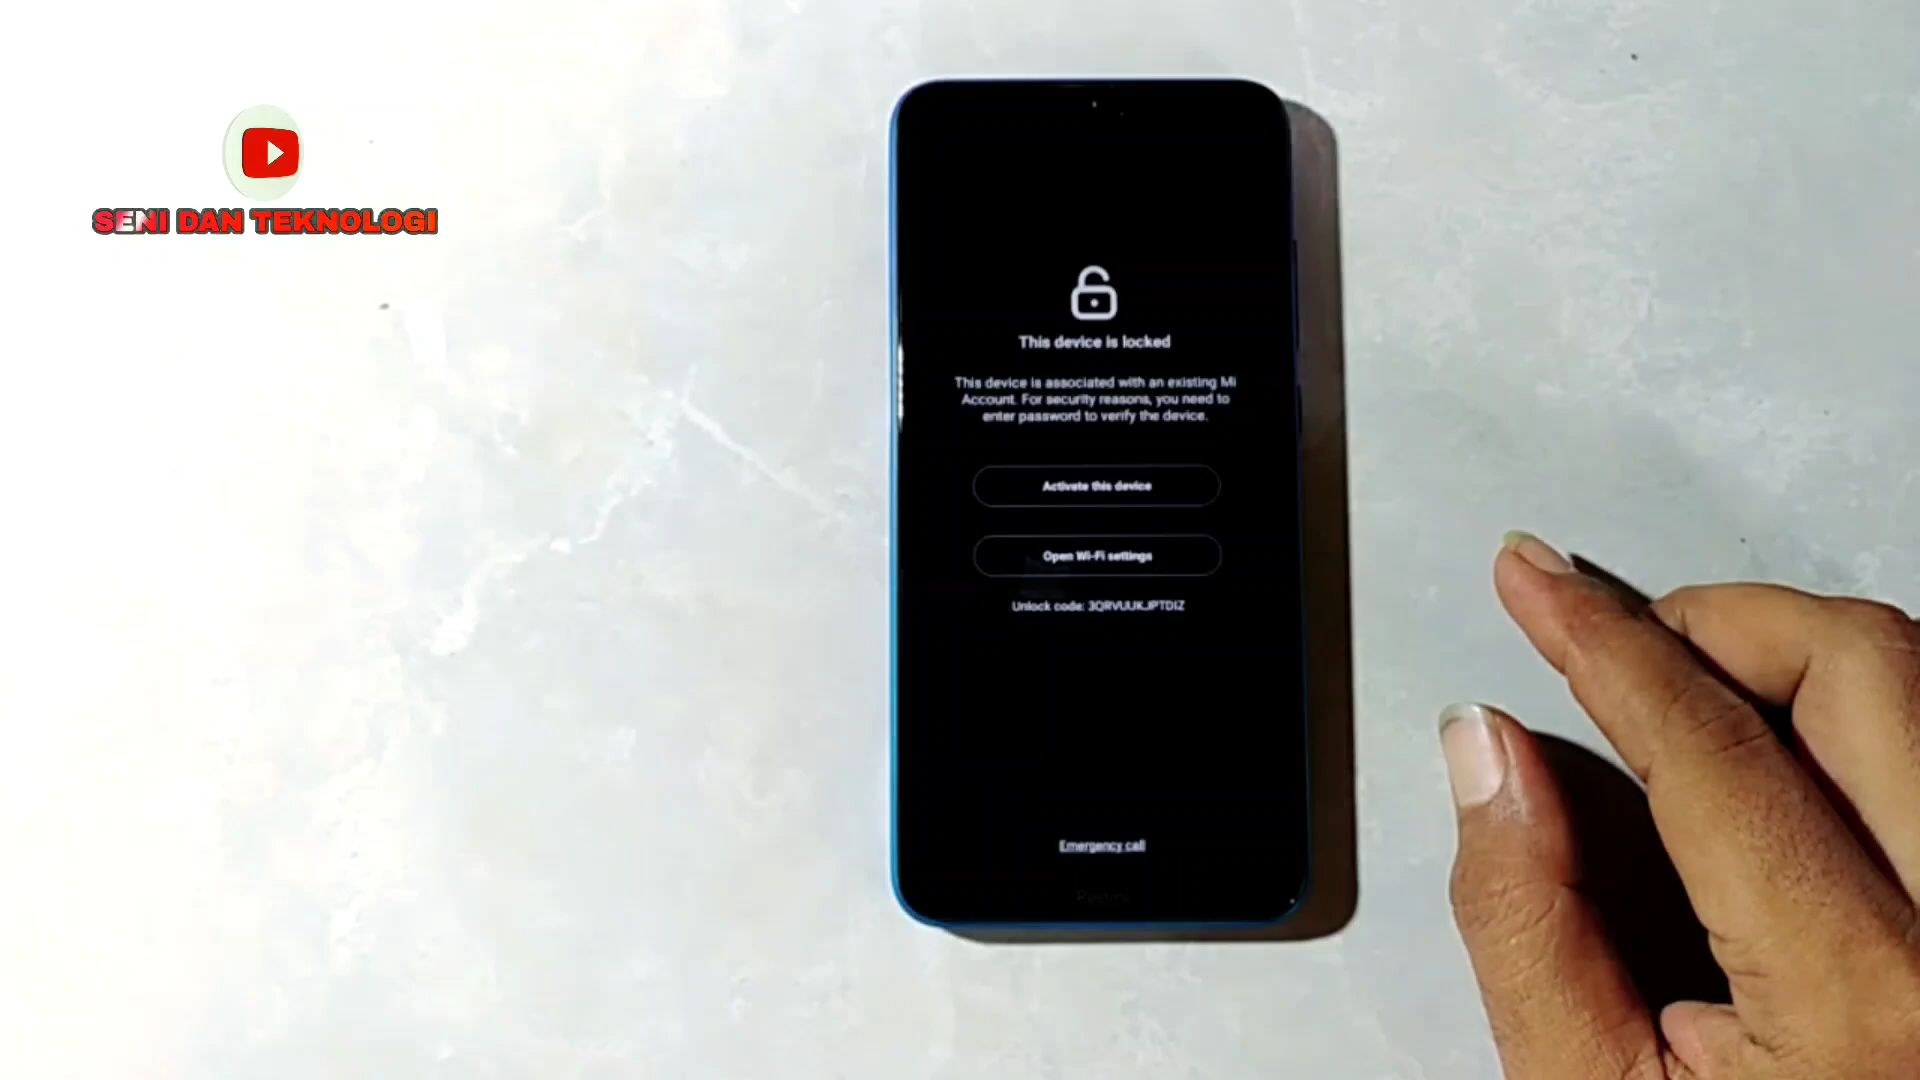 SENI DAN TEKNOLOGI
This device is locked
This device is associated with an existing Mi
Account. For security reasons, you need to
enter password to verify the device.
Activate this device
Open Wi-Fi settings
Unlock code: 3QRVUUKJPTDIZ
Emergency call
Redmi